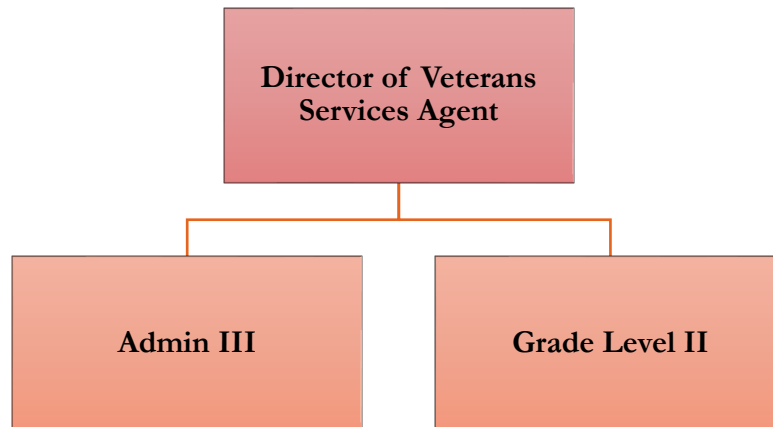 Director of Veterans
Services Agent
Admin III
Grade Level II